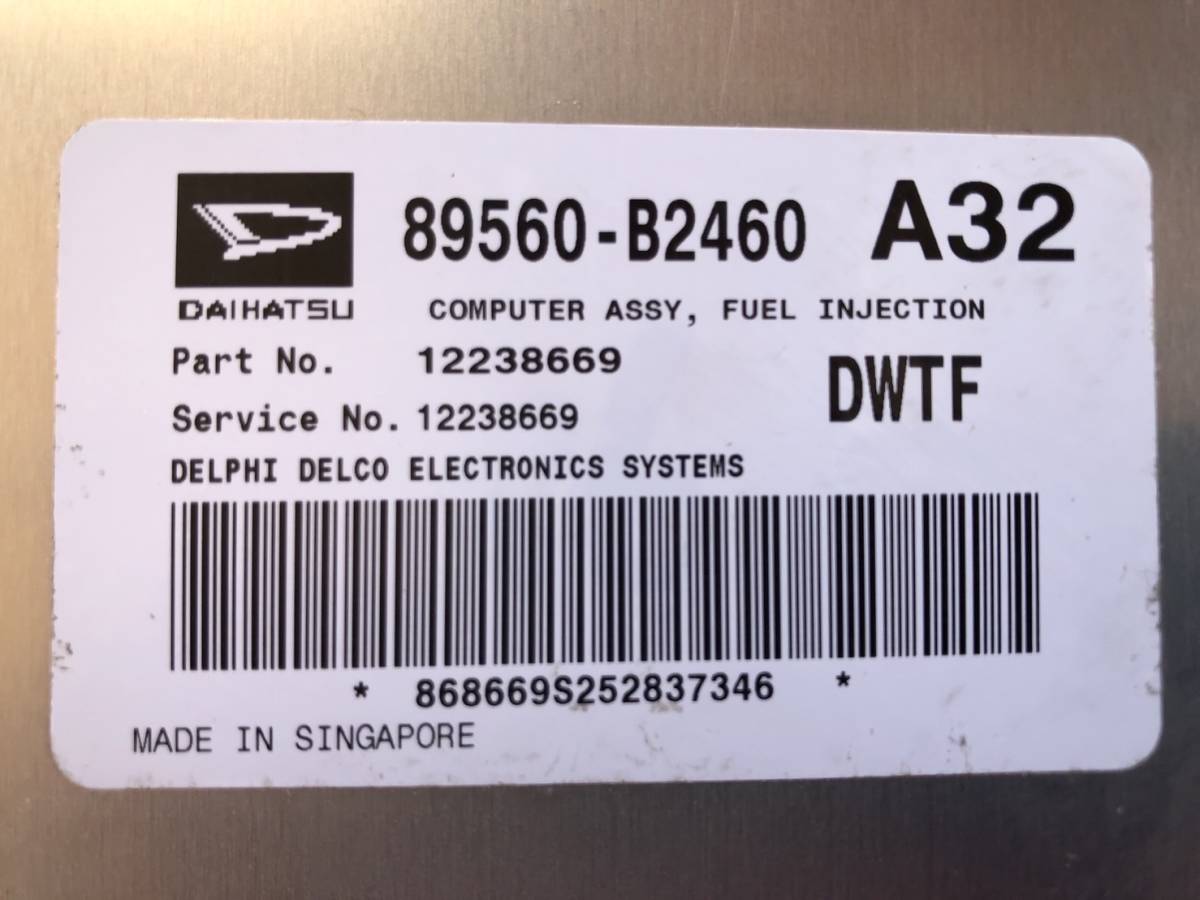 89560-B2460 A32
DAIHATSU COMPUTER ASSY, FUEL INJECTION
Part No. 12238669
DWTF
Service No. 12238669
DELPHI DELCO ELECTRONICS SYSTEMS
* 868669S252837346 *
MADE IN SINGAPORE